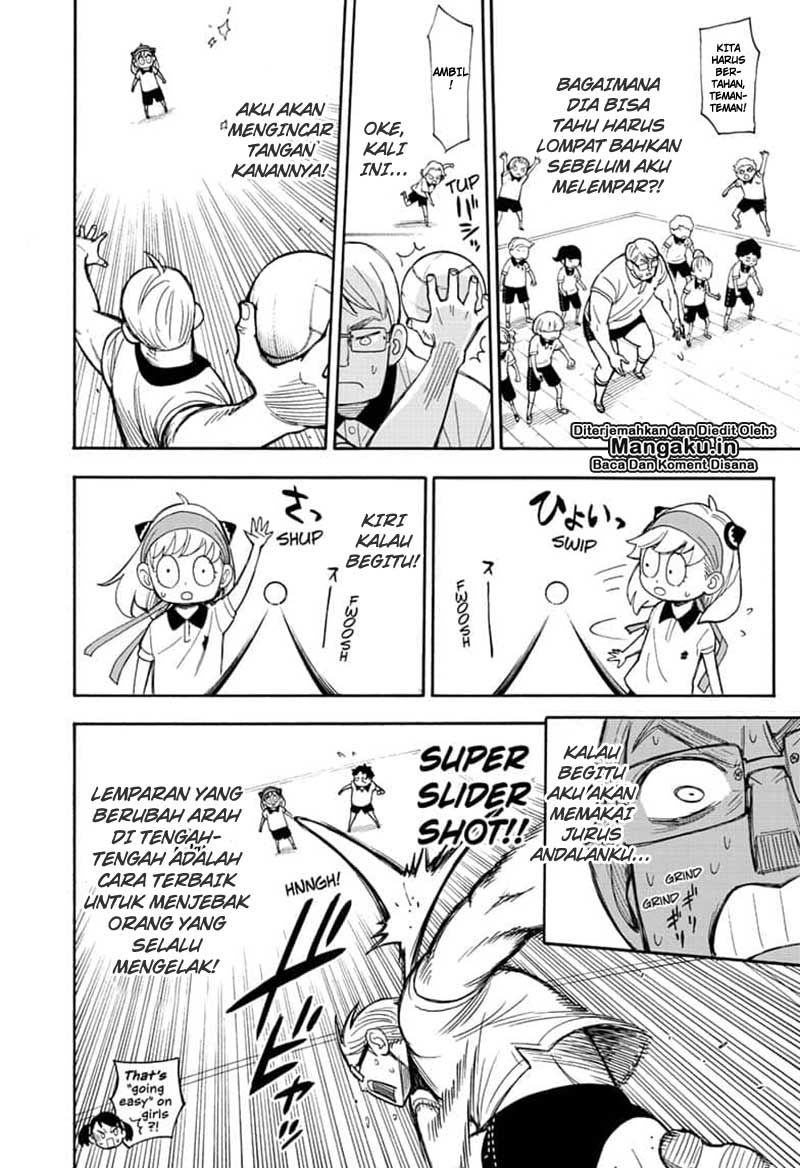 KITA
HARUS
BER-
TAHAN,
TEMAN-
TEMAN!
BAGAIMANA
DIA BISA
TAHU HARUS
LOMPAT BAHKAN
SEBELUM AKU
MELEMPAR?!
AMBIL
!
OKE,
KALI
INI...
TUP
AKU AKAN
MENGINCAR
TANGAN
KANANNYA!
Diterjemahkan dan Diedit Oleh:
Mangaku.in
Baca Dan Koment Disana
ひょいっ
SWIP
ス
FWOOSH
KIRI
KALAU
BEGITU!
さっ
SHUP
ス
FWOOSH
KALAU
BEGITU
AKU'AKAN
MEMAKAI
JURUS
ANDALANKU...
GRIND
GRIND
SUPER
SLIDER
SHOT!!
HNNGH!
LEMPARAN YANG
BERUBAH ARAH
DI TENGAH-
TENGAH ADALAH
CARA TERBAIK
UNTUK MENJEBAK
ORANG YANG
SELALU
MENGELAK!
That's
"going
easy" on
girls
?!